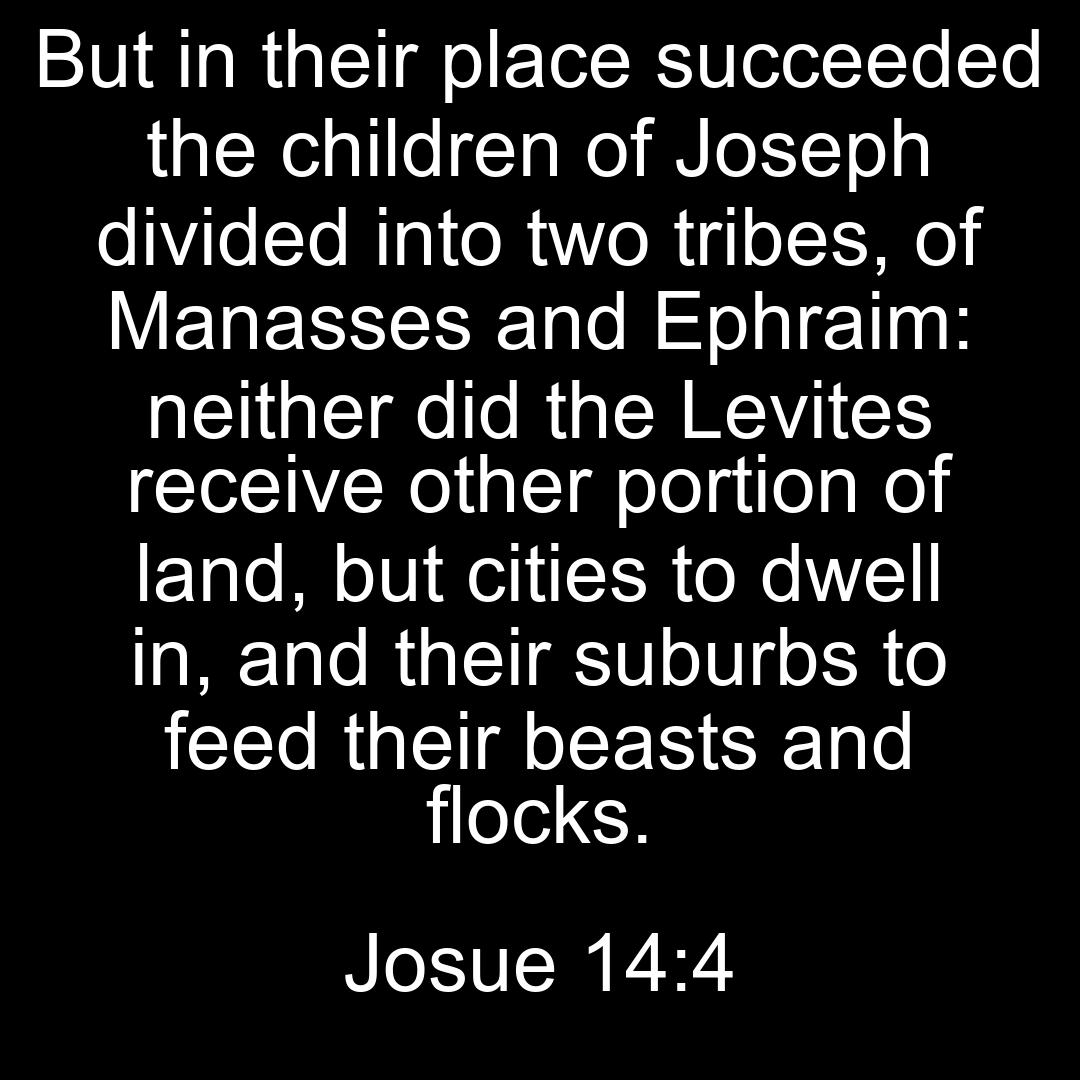 But in their place succeeded
the children of Joseph
divided into two tribes, of
Manasses and Ephraim:
neither did the Levites
receive other portion of
land, but cities to dwell
in, and their suburbs to
feed their beasts and
flocks.
Josue 14:4